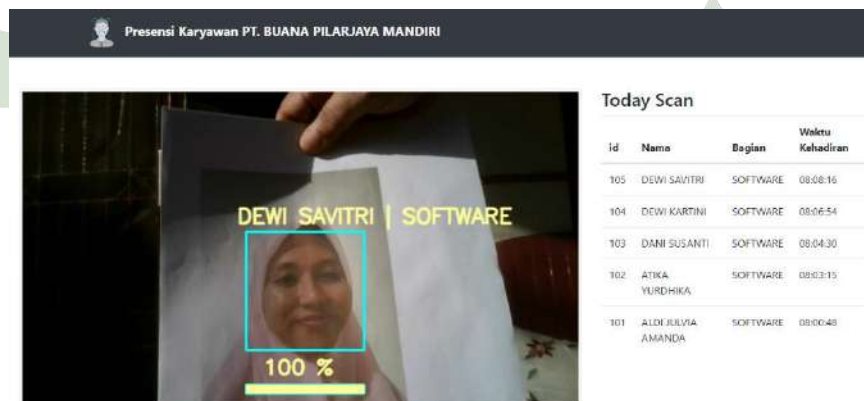 Presensi Karyawan PT. BUANA PILARJAYA MANDIRI
DEWI SAVITRI | SOFTWARE
100 %
Today Scan
id Nama Bagian Waktu Kehadiran
105 DEWI SAVITRI SOFTWARE 08:08:16
104 DEWI KARTINI SOFTWARE 08:06:54
103 DANI SUSANTI SOFTWARE 08:04:30
102 ATIKA YURDHIKA SOFTWARE 08:03:15
101 ALDI JULVIA AMANDA SOFTWARE 08:00:48